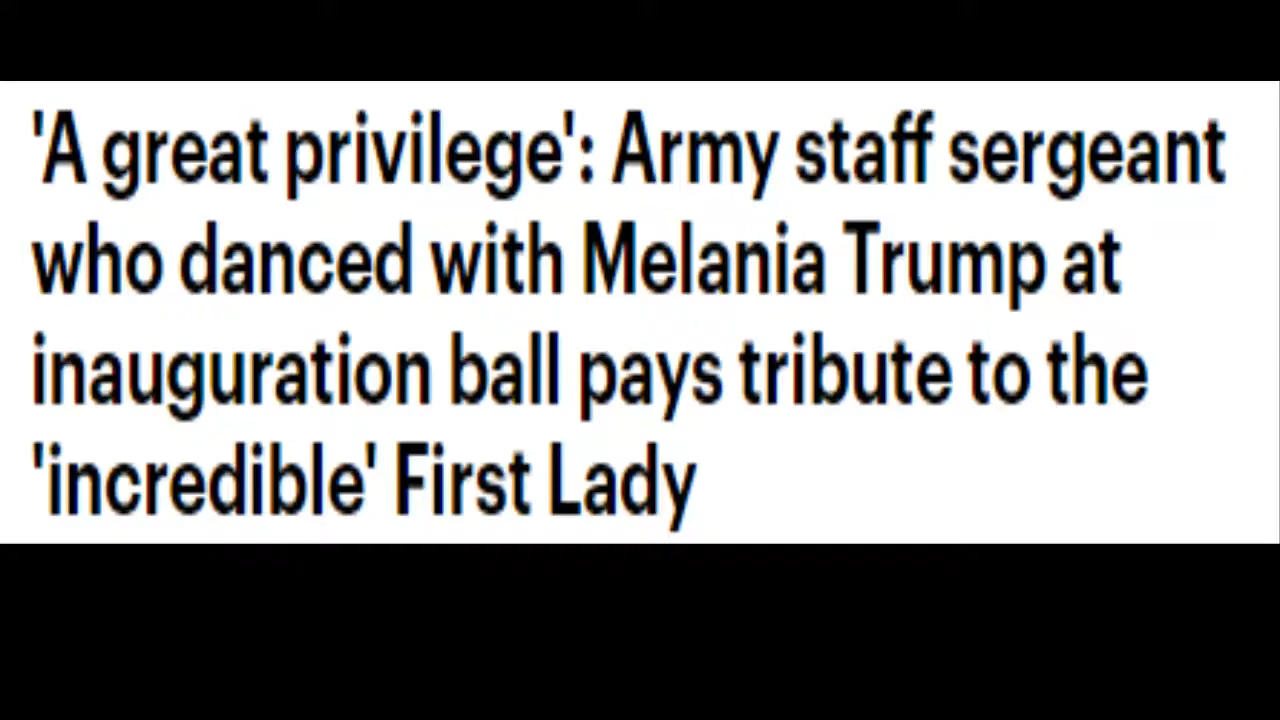 'A great privilege': Army staff sergeant
who danced with Melania Trump at
inauguration ball pays tribute to the
'incredible' First Lady